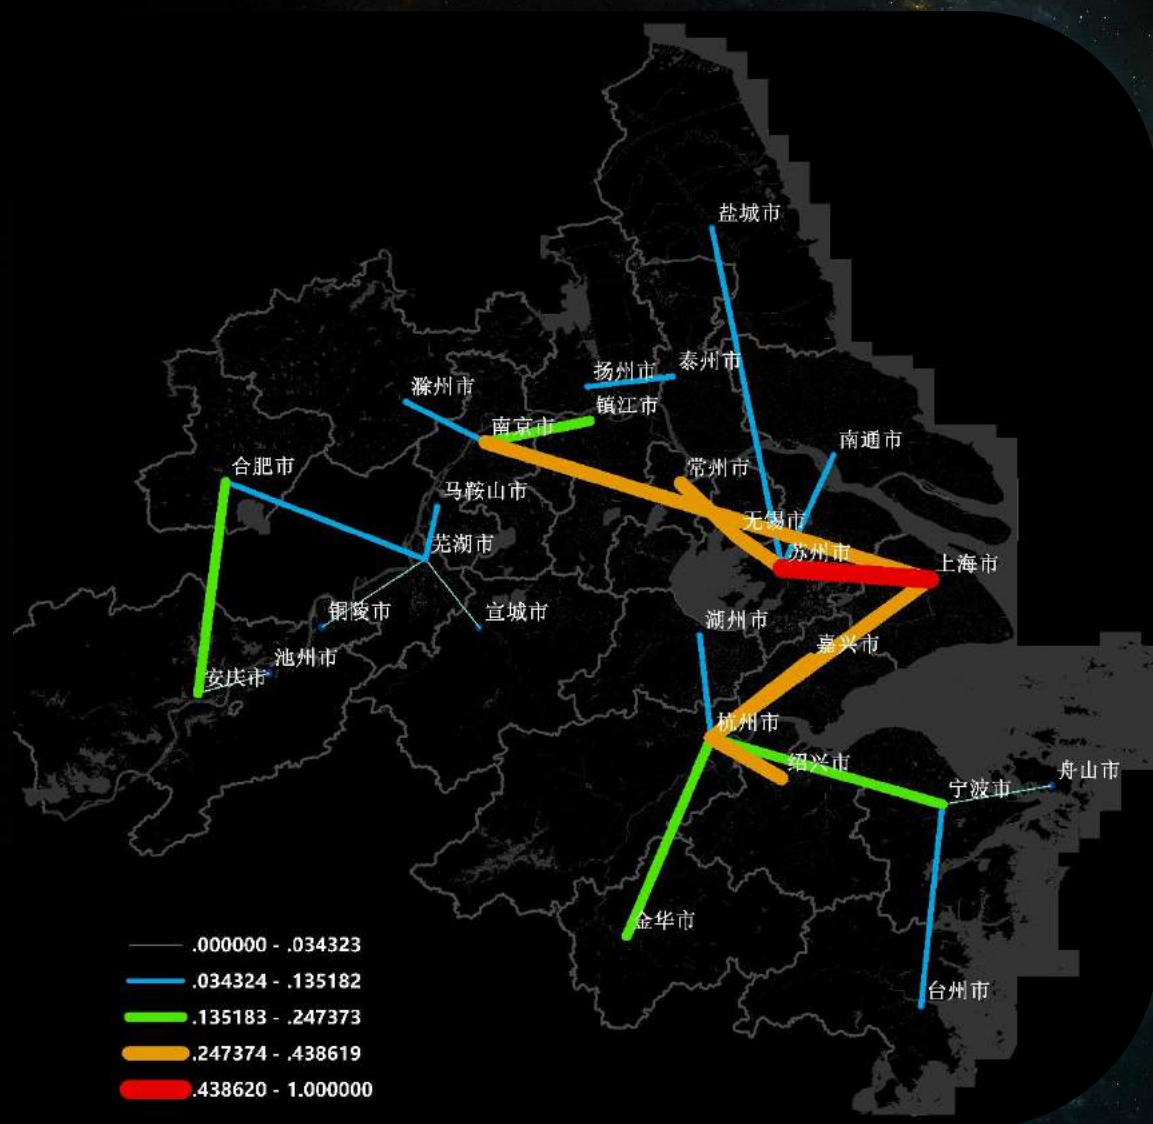 盐城市
泰州市
扬州市
滁州市
镇江市
南京市
南通市
合肥市
常州市
马鞍山市
无锡市
芜湖市
苏州市
上海市
铜陵市
宣城市
湖州市
嘉兴市
池州市
安庆市
杭州市
绍兴市
舟山市
宁波市
金华市
台州市
.000000 - .034323
.034324 - .135182
.135183 - .247373
.247374 - .438619
.438620 - 1.000000